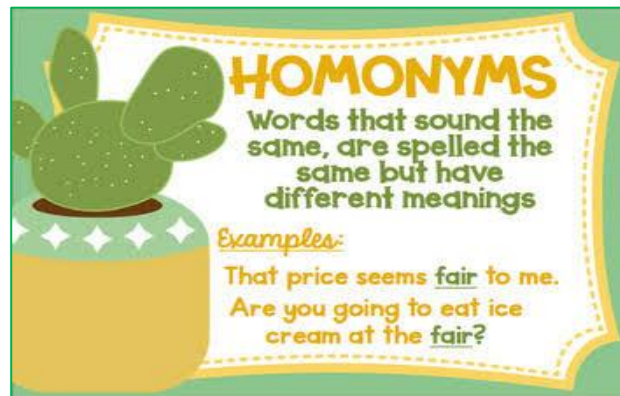 HOMONYMS
Words that sound the
same, are spelled the
same but have
different meanings
Examples:
That price seems fair to me.
Are you going to eat ice
cream at the fair?